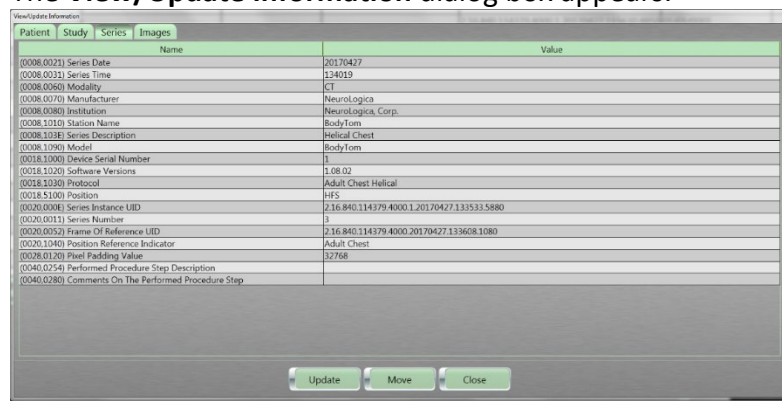 The View/Update Information dialog box appears.
View/Update Information
Patient Study Series Images
Name Value
(0008,0021) Series Date 20170427
(0008,0031) Series Time 134019
(0008,0060) Modality CT
(0008,0070) Manufacturer NeuroLogica
(0008,0080) Institution NeuroLogica, Corp.
(0008,1010) Station Name BodyTom
(0008,103E) Series Description Helical Chest
(0008,1090) Model BodyTom
(0018,1000) Device Serial Number 1
(0018,1020) Software Versions 1.08.02
(0018,1030) Protocol Adult Chest Helical
(0018,5100) Position HFS
(0020,000E) Series Instance UID 2.16.840.114379.4000.1.20170427.133533.5880
(0020,0011) Series Number 3
(0020,0052) Frame Of Reference UID 2.16.840.114379.4000.20170427.133608.1080
(0020,1040) Position Reference Indicator Adult Chest
(0028,0120) Pixel Padding Value 32768
(0040,0254) Performed Procedure Step Description
(0040,0280) Comments On The Performed Procedure Step
Update Move Close